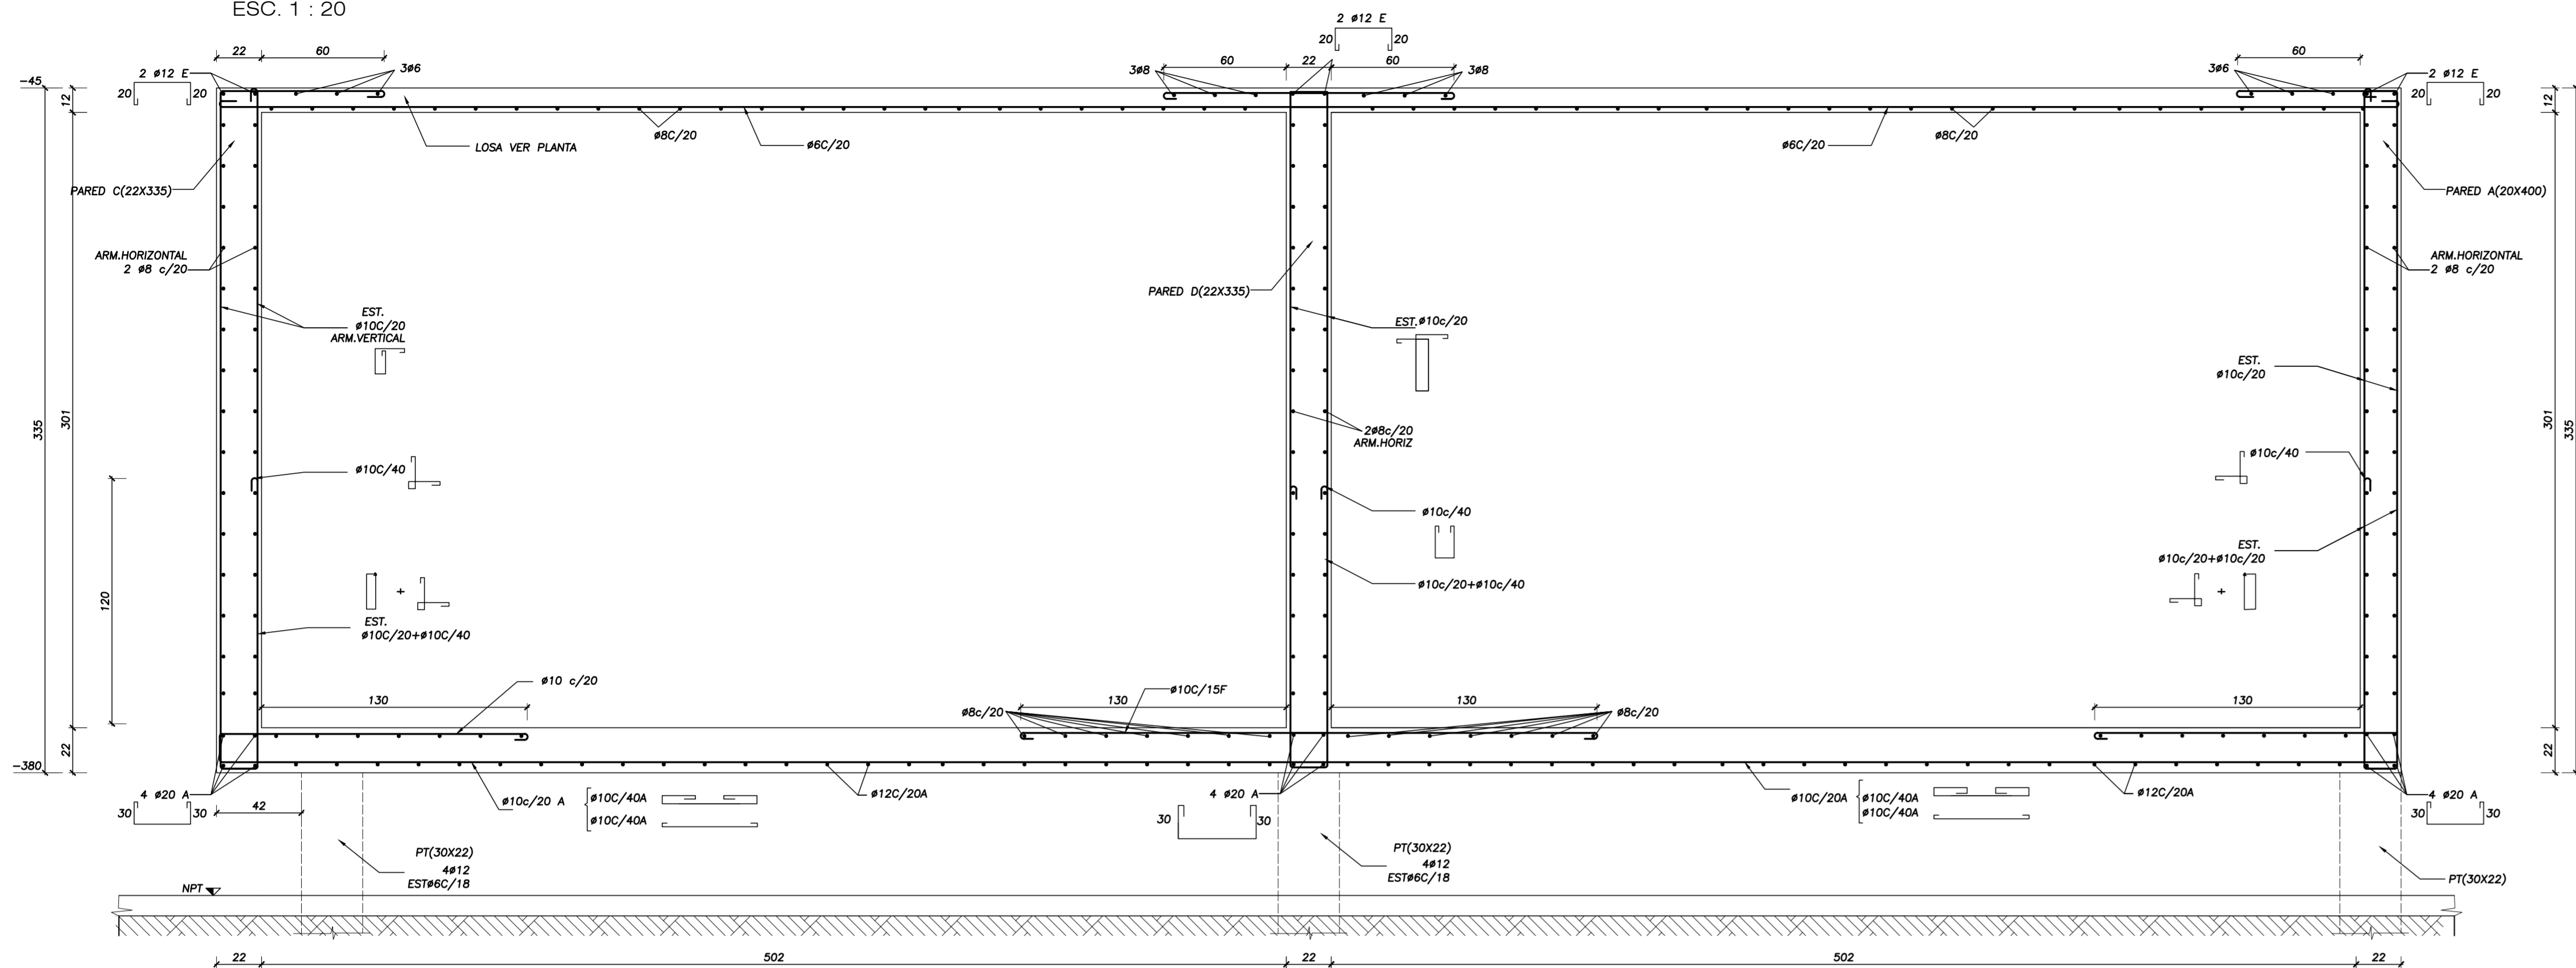 ESC. 1 : 20
2 ø12 E
20
20
22
60
60
22
60
60
-45
2 ø12 E
3ø6
3ø8
3ø8
3ø6
2 ø12 E
20
20
20
20
12
12
ø8C/20
ø6C/20
LOSA VER PLANTA
ø6C/20
ø8C/20
PARED C(22X335)
PARED A(20X400)
ARM.HORIZONTAL
2 ø8 c/20
ARM.HORIZONTAL
2 ø8 c/20
PARED D(22X335)
EST.
ø10C/20
ARM.VERTICAL
EST.ø10c/20
EST.
ø10c/20
335
301
301
335
2ø8c/20
ARM.HORIZ
ø10C/40
ø10c/40
ø10c/40
120
EST.
ø10c/20+ø10c/20
+
+
ø10c/20+ø10c/40
EST.
ø10C/20+ø10C/40
ø10 c/20
ø10C/15F
130
130
130
130
ø8c/20
ø8c/20
22
22
-380
4 ø20 A
30
30
42
ø10c/20 A
ø10C/40A
ø10C/40A
ø12C/20A
4 ø20 A
30
30
ø10C/20A
ø10C/40A
ø10C/40A
ø12C/20A
4 ø20 A
30
30
PT(30X22)
4ø12
ESTø6C/18
PT(30X22)
4ø12
ESTø6C/18
PT(30X22)
NPT
22
502
22
502
22